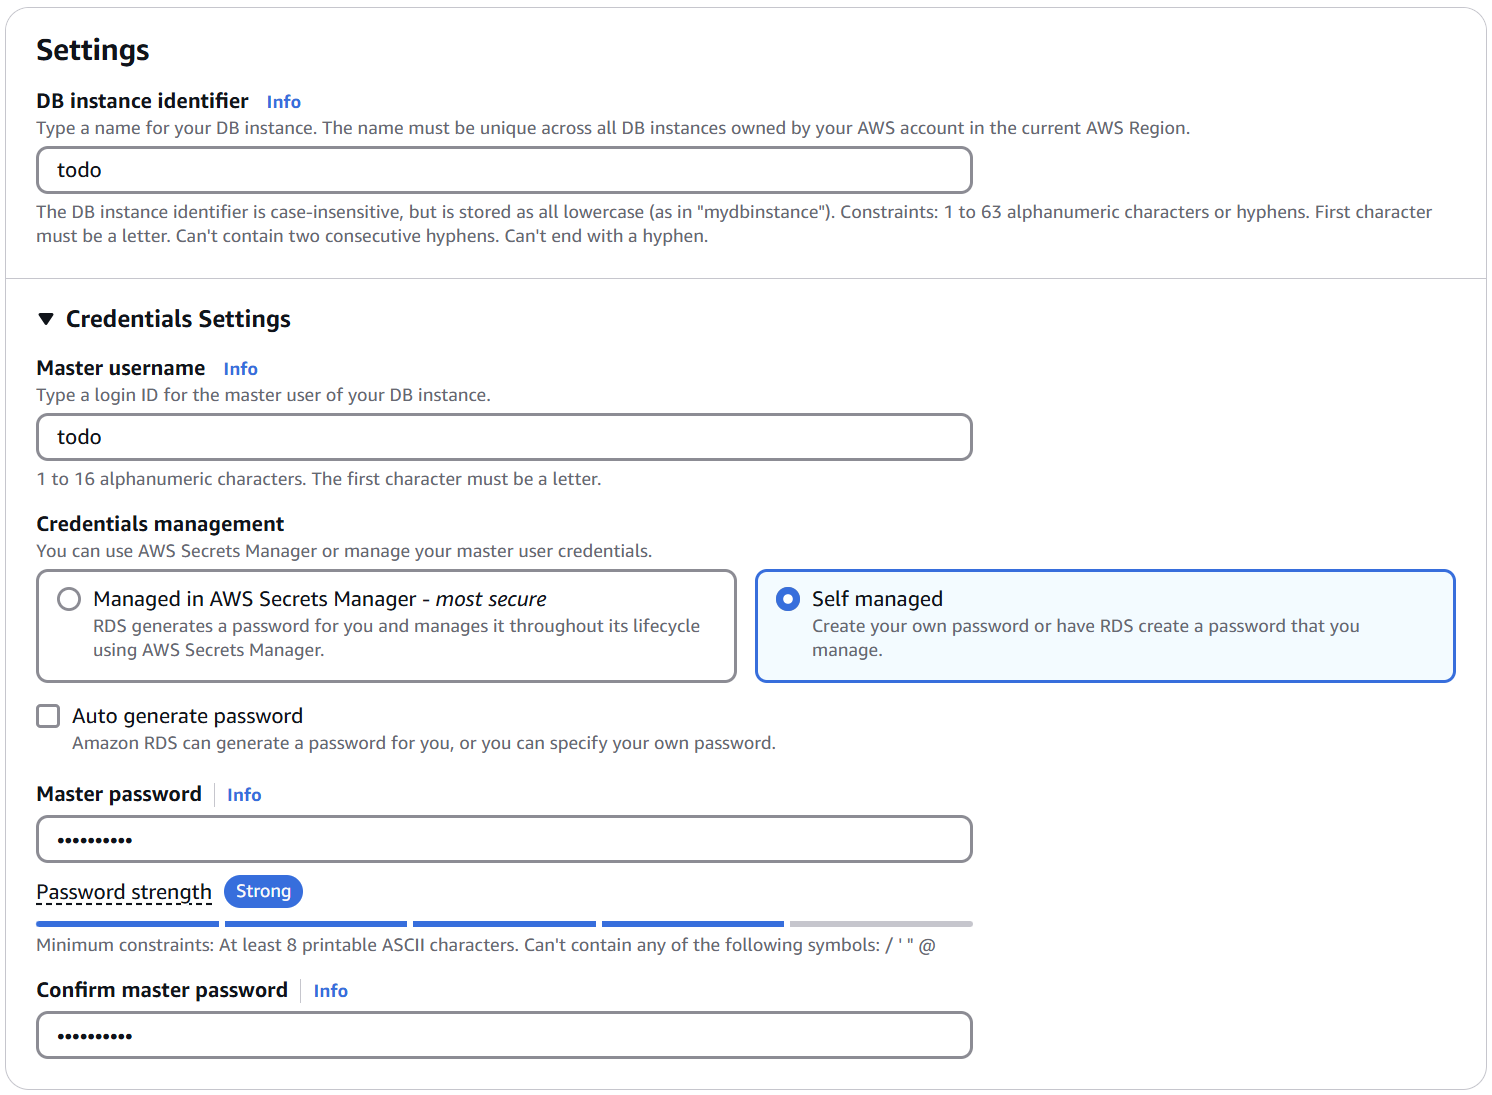 Settings
DB instance identifier Info
Type a name for your DB instance. The name must be unique across all DB instances owned by your AWS account in the current AWS Region.
todo
The DB instance identifier is case-insensitive, but is stored as all lowercase (as in "mydbinstance"). Constraints: 1 to 63 alphanumeric characters or hyphens. First character
must be a letter. Can't contain two consecutive hyphens. Can't end with a hyphen.
Credentials Settings
Master username Info
Type a login ID for the master user of your DB instance.
todo
1 to 16 alphanumeric characters. The first character must be a letter.
Credentials management
You can use AWS Secrets Manager or manage your master user credentials.
Managed in AWS Secrets Manager - most secure
RDS generates a password for you and manages it throughout its lifecycle
using AWS Secrets Manager.
Self managed
Create your own password or have RDS create a password that you
manage.
Auto generate password
Amazon RDS can generate a password for you, or you can specify your own password.
Master password Info
••••••••••
Password strength Strong
Minimum constraints: At least 8 printable ASCII characters. Can't contain any of the following symbols: / ' " @
Confirm master password Info
••••••••••